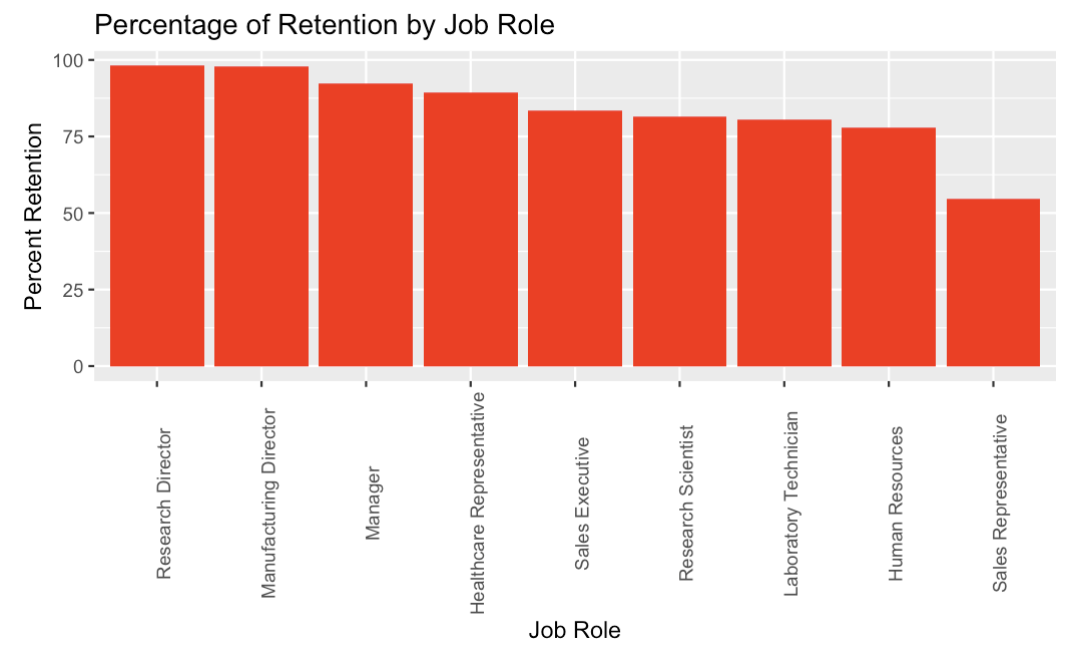 Percentage of Retention by Job Role
Percent Retention
100
75
50
25
0
Research Director
Manufacturing Director
Manager
Healthcare Representative
Sales Executive
Research Scientist
Laboratory Technician
Human Resources
Sales Representative
Job Role